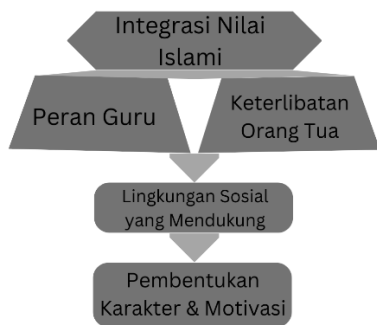 Integrasi Nilai
Islami
Peran Guru
Keterlibatan
Orang Tua
Lingkungan Sosial
yang Mendukung
Pembentukan
Karakter & Motivasi